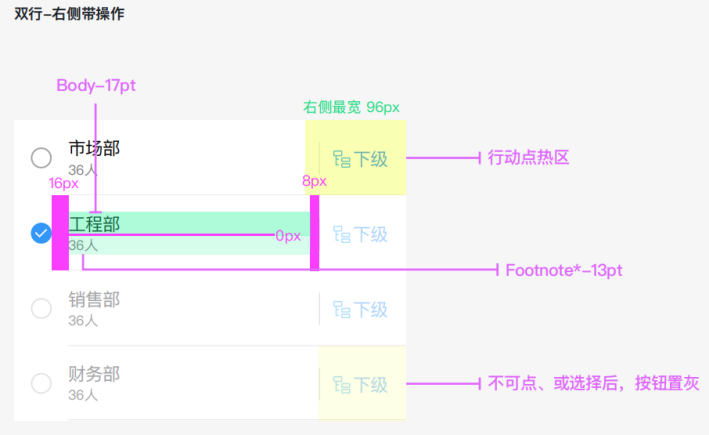 双行-右侧带操作
Body-17pt
右侧最宽 96px
市场部
36人
下级
行动点热区
16px
8px
工程部
36人
0px
下级
Footnote*-13pt
销售部
36人
下级
财务部
36人
下级
不可点、或选择后，按钮置灰